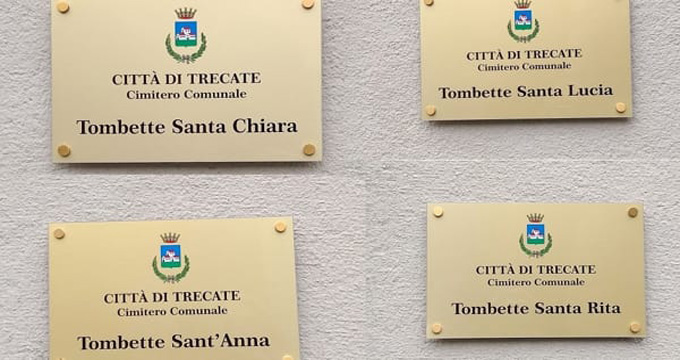 CITTÀ DI TRECATE
Cimitero Comunale
Tombette Santa Chiara
CITTÀ DI TRECATE
Cimitero Comunale
Tombette Santa Lucia
CITTÀ DI TRECATE
Cimitero Comunale
Tombette Sant'Anna
CITTÀ DI TRECATE
Cimitero Comunale
Tombette Santa Rita